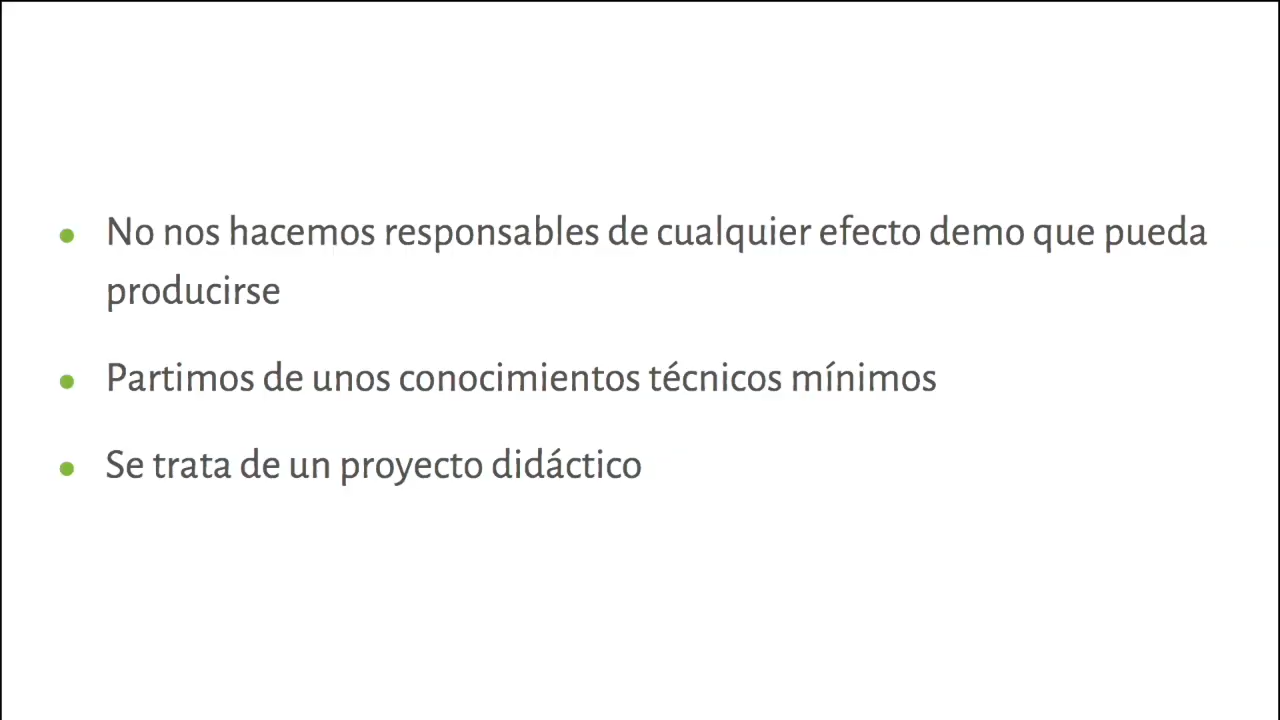 No nos hacemos responsables de cualquier efecto demo que pueda
producirse
Partimos de unos conocimientos técnicos mínimos
Se trata de un proyecto didáctico